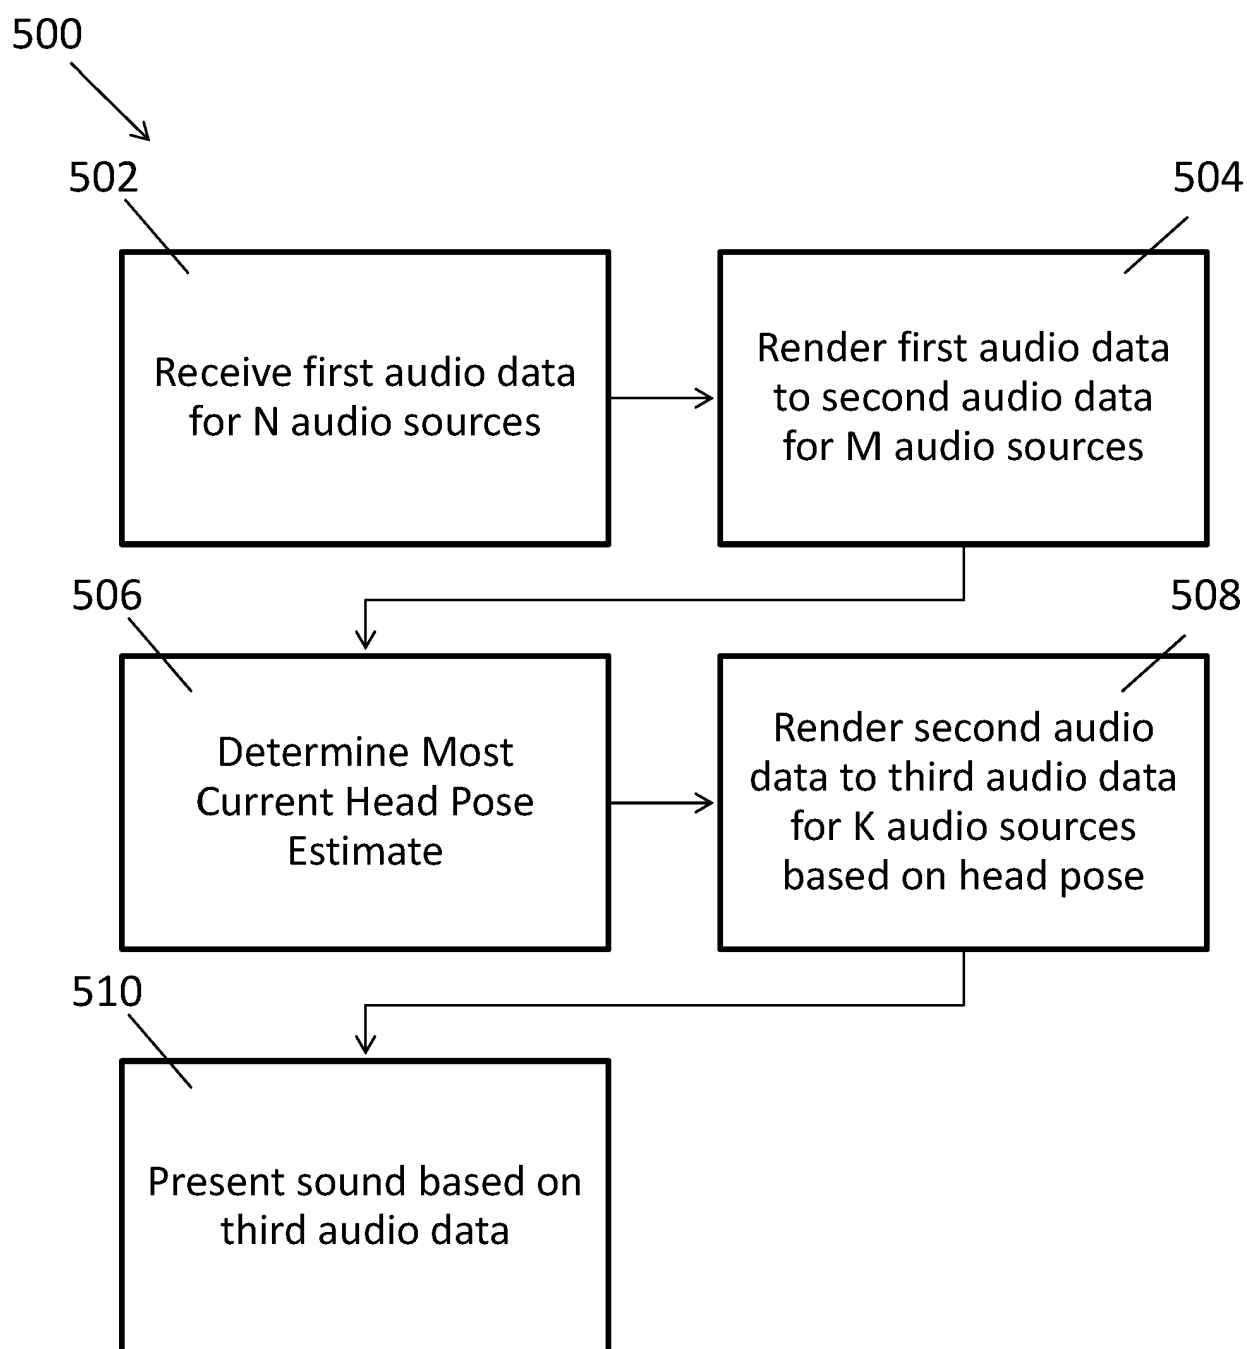 500
502
504
Receive first audio data
for N audio sources
Render first audio data
to second audio data
for M audio sources
506
508
Determine Most
Current Head Pose
Estimate
Render second audio
data to third audio data
for K audio sources
based on head pose
510
Present sound based on
third audio data